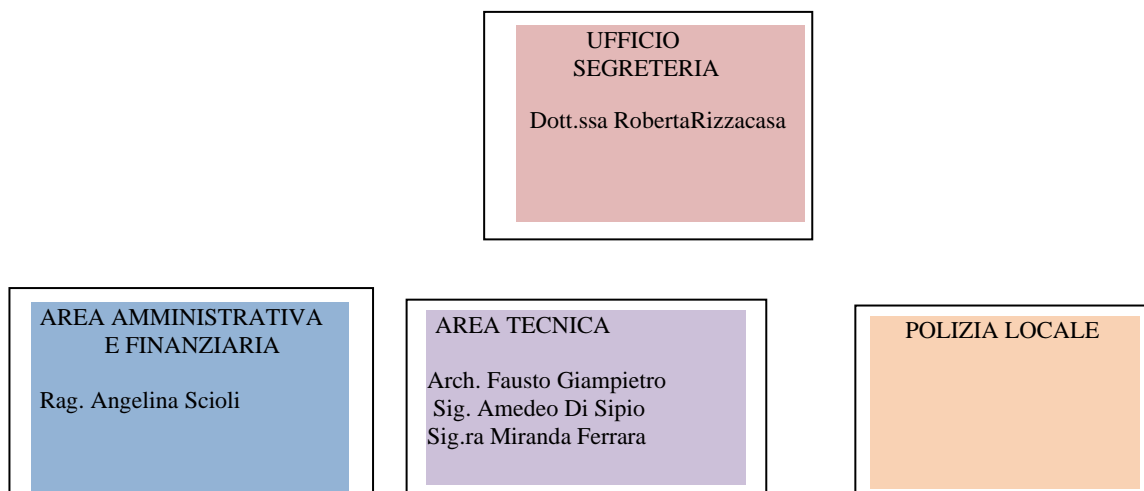 UFFICIO
SEGRETERIA
Dott.ssa RobertaRizzacasa
AREA AMMINISTRATIVA
E FINANZIARIA
Rag. Angelina Scioli
AREA TECNICA
Arch. Fausto Giampietro
Sig. Amedeo Di Sipio
Sig.ra Miranda Ferrara
POLIZIA LOCALE